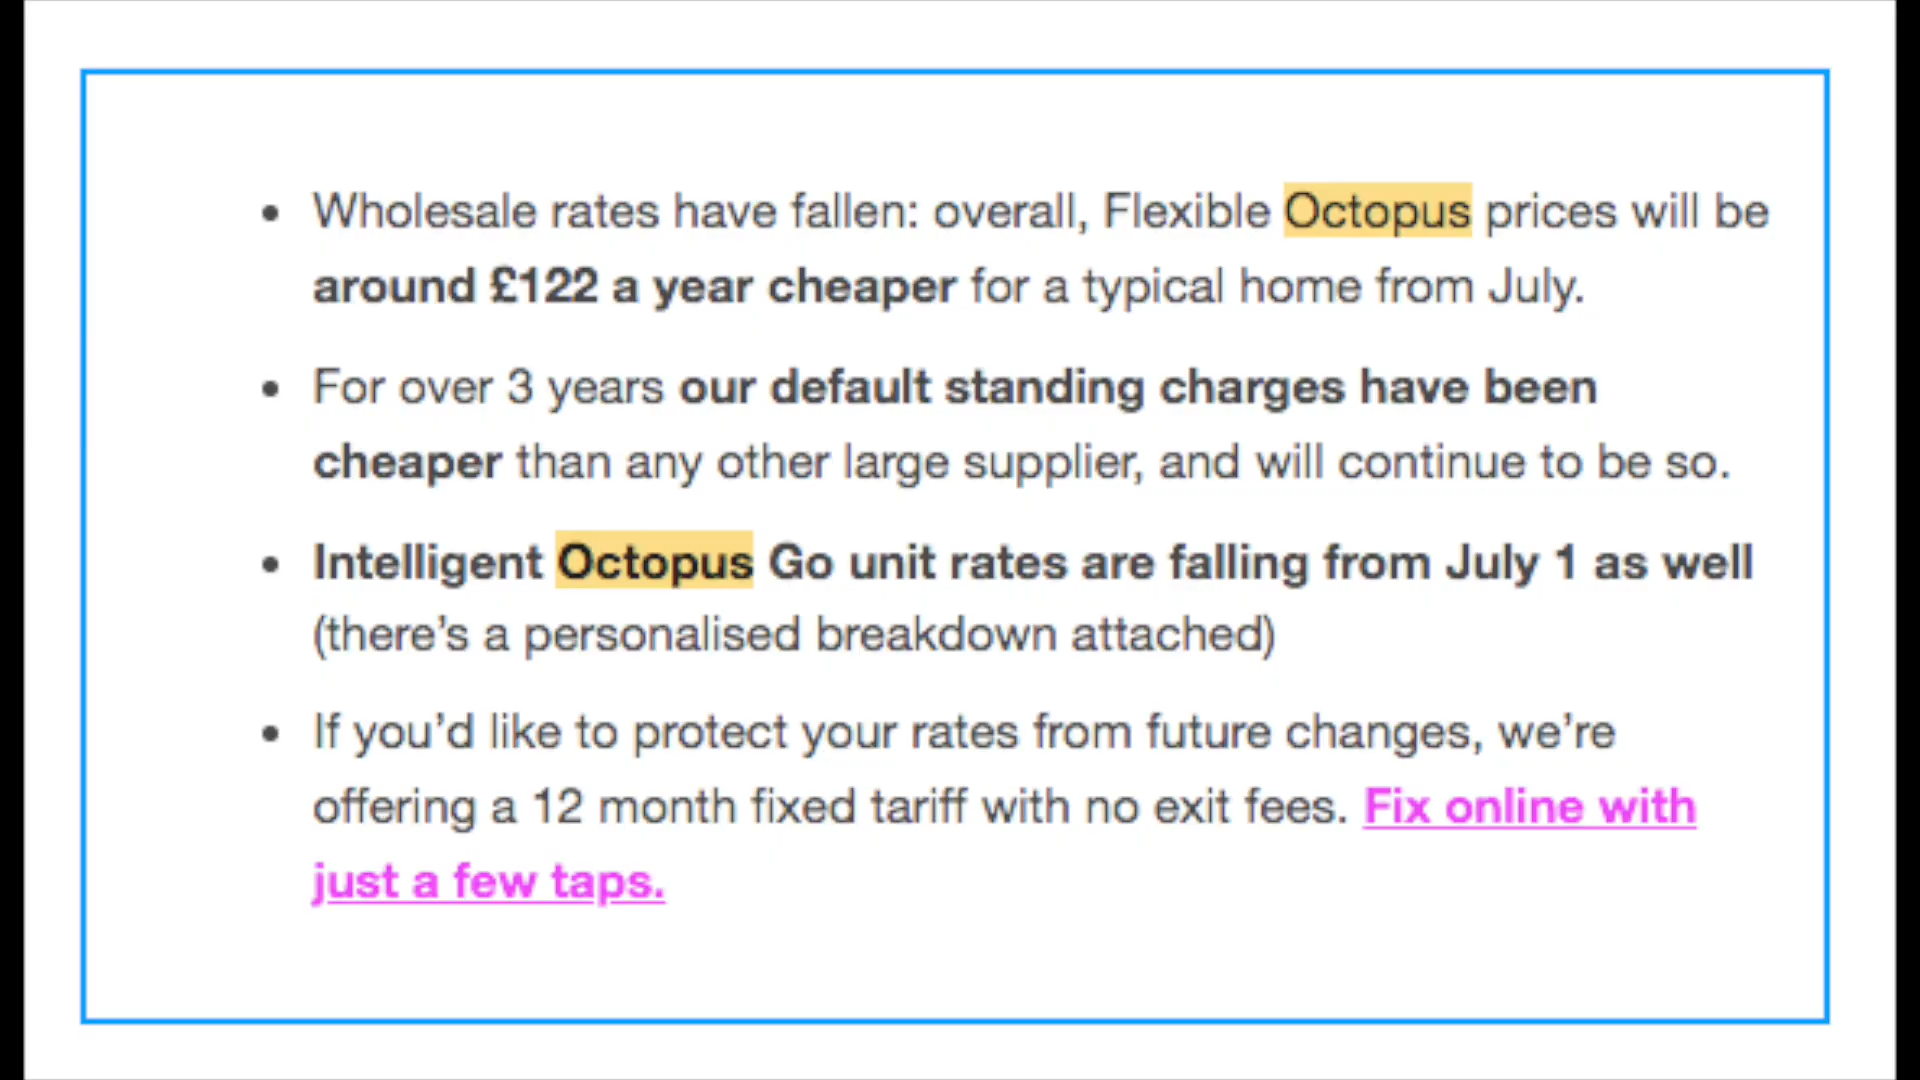 • Wholesale rates have fallen: overall, Flexible Octopus prices will be
around £122 a year cheaper for a typical home from July.
• For over 3 years our default standing charges have been
cheaper than any other large supplier, and will continue to be so.
• Intelligent Octopus Go unit rates are falling from July 1 as well
(there’s a personalised breakdown attached)
• If you’d like to protect your rates from future changes, we’re
offering a 12 month fixed tariff with no exit fees. Fix online with
just a few taps.